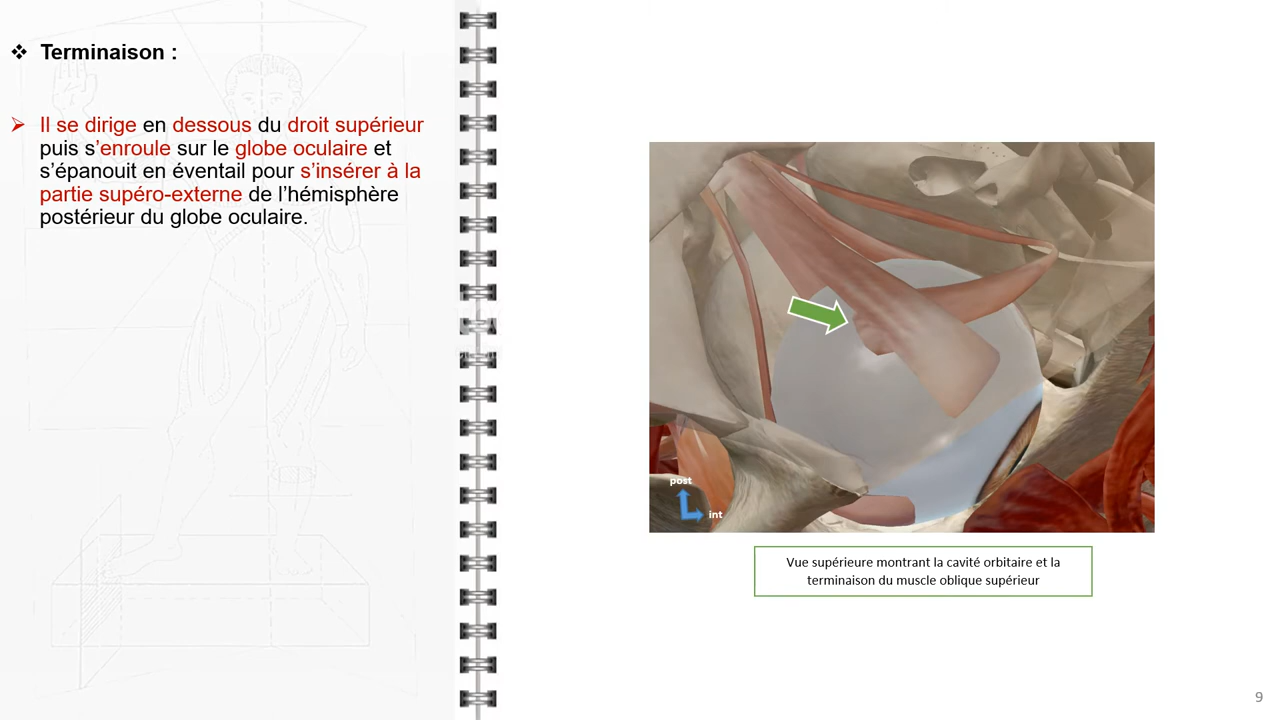 Terminaison :
Il se dirige en dessous du droit supérieur
puis s’enroule sur le globe oculaire et
s’épanouit en éventail pour s’insérer à la
partie supéro-externe de l’hémisphère
postérieur du globe oculaire.
post
int
Vue supérieure montrant la cavité orbitaire et la
terminaison du muscle oblique supérieur
9